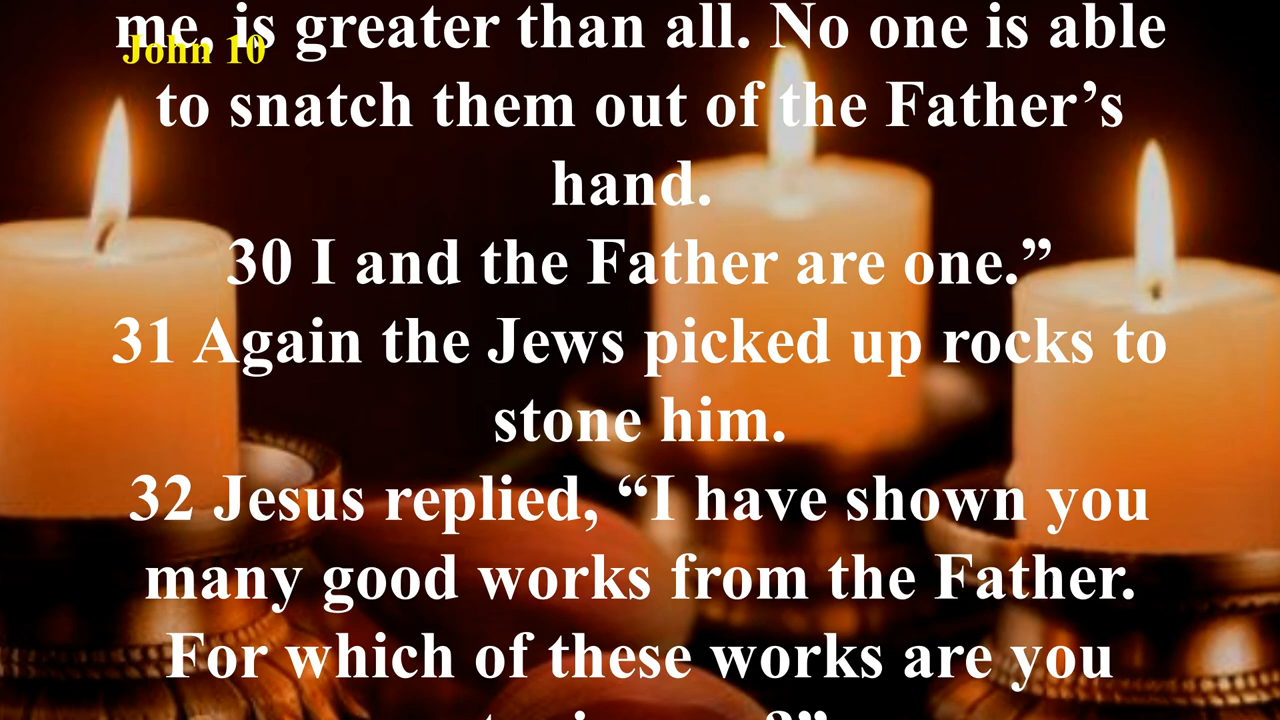 me, is greater than all. No one is able
John 10
to snatch them out of the Father’s
hand.
30 I and the Father are one.”
31 Again the Jews picked up rocks to
stone him.
32 Jesus replied, “I have shown you
many good works from the Father.
For which of these works are you